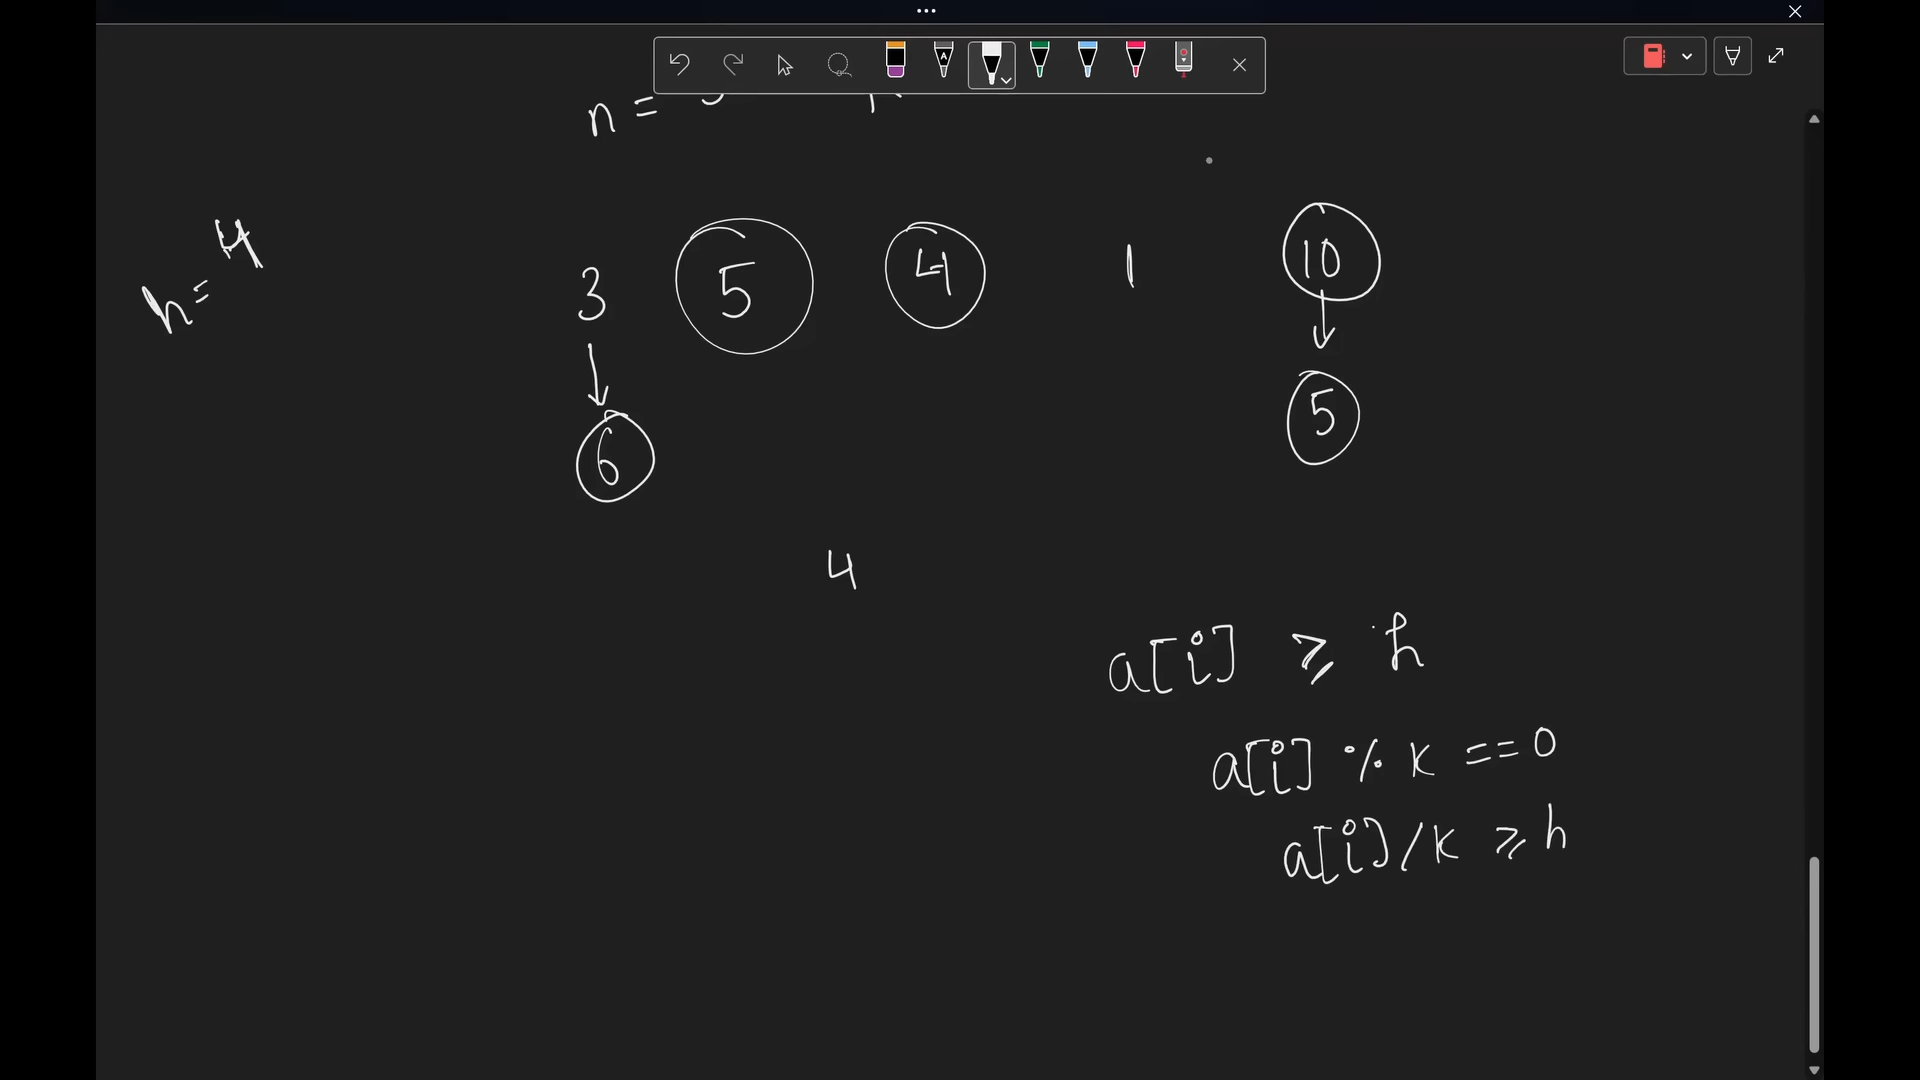 n =
h = 4
3 5 4 1 10
6 5
4
a[i] ≥ h
a[i] % k == 0
a[i]/k ≥ h